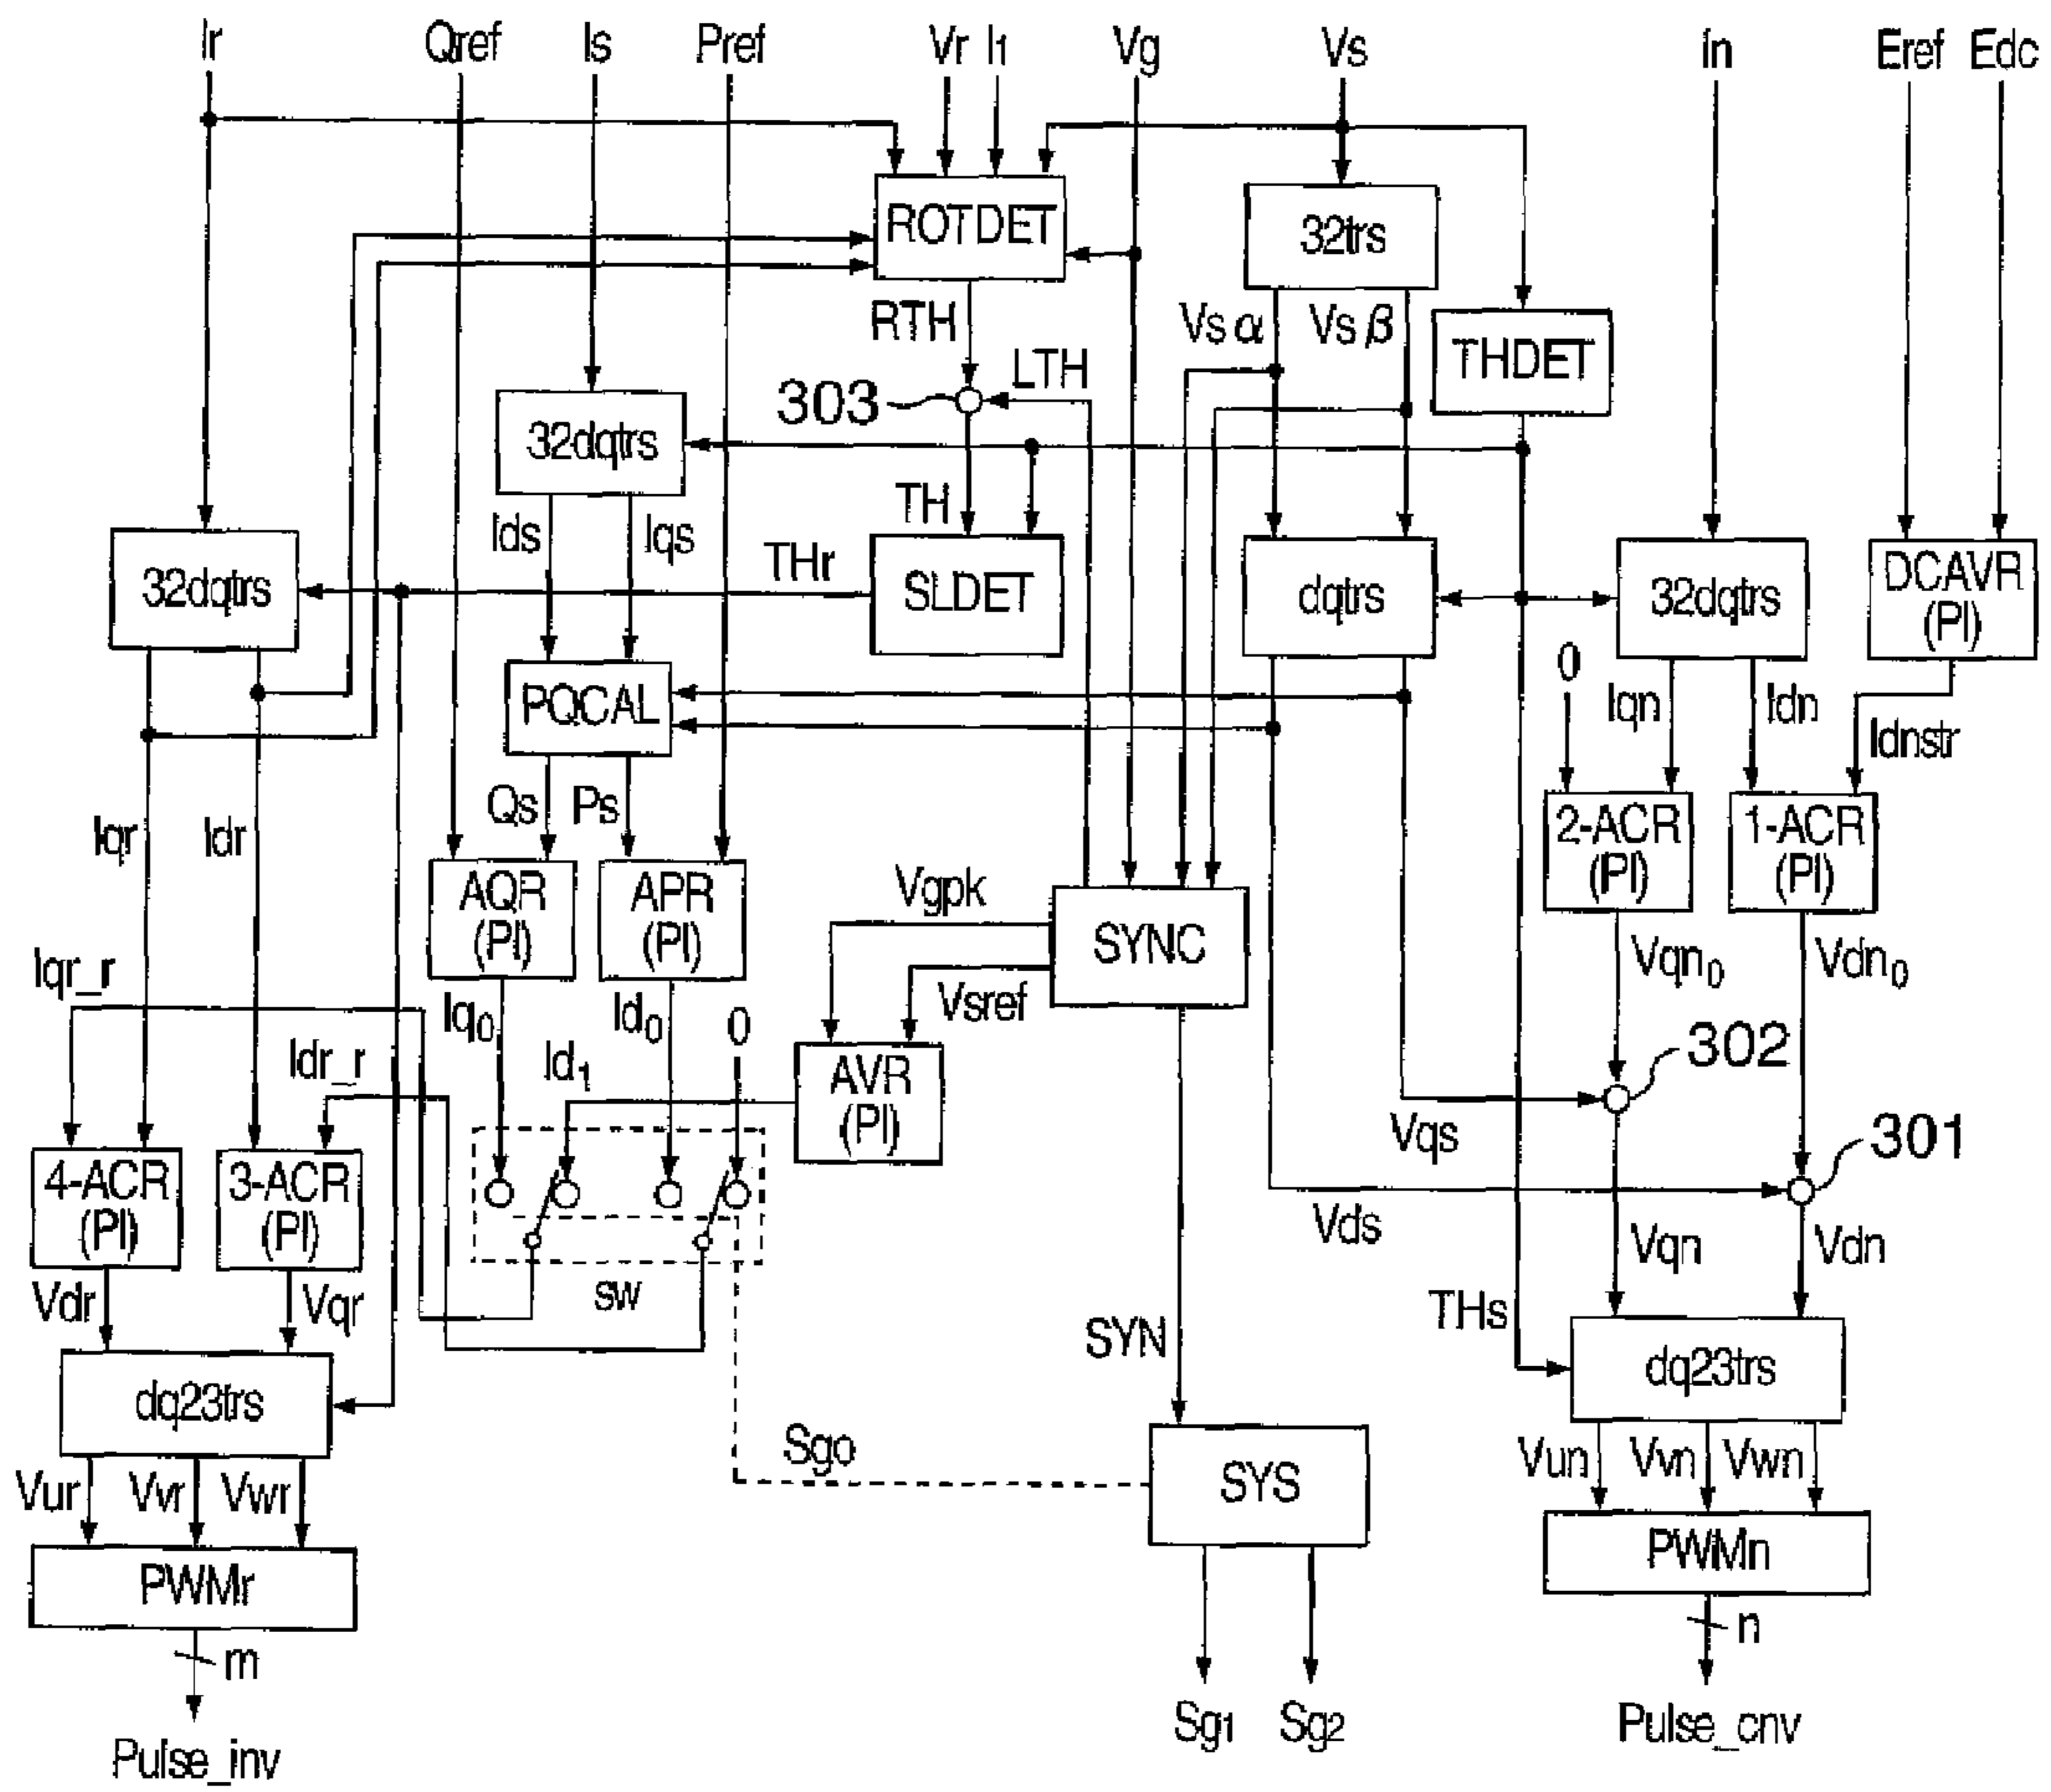 Ir Qref Is Pref Vr I1 Vg Vs In Eref Edc
ROTDET
32trs
RTH
Vsα Vsβ
THDET
LTH
303
32dqtrs
TH
Ids Iqs
THr
32dqtrs
SLDET
dqtrs
32dqtrs
DCAVR
(PI)
0
PQCAL
Iqn Idn
Idnstr
Qs Ps
Iqr Idr
2-ACR
(PI)
1-ACR
(PI)
AQR
(PI)
APR
(PI)
Vgpk
SYNC
Iqr_r
Vqn0 Vdn0
Vsref
Iq0 Id0 0
Idr_r
Id1
AVR
(PI)
302
Vqs
301
4-ACR
(PI)
3-ACR
(PI)
Vds
Vqn Vdn
Vdr Vqr
sw
THs
SYN
dq23trs
dq23trs
Sgo
Vur Vvr Vwr
SYS
Vun Vvn Vwn
PWMr
PWMn
m
n
Sg1 Sg2
Pulse_cnv
Pulse_inv